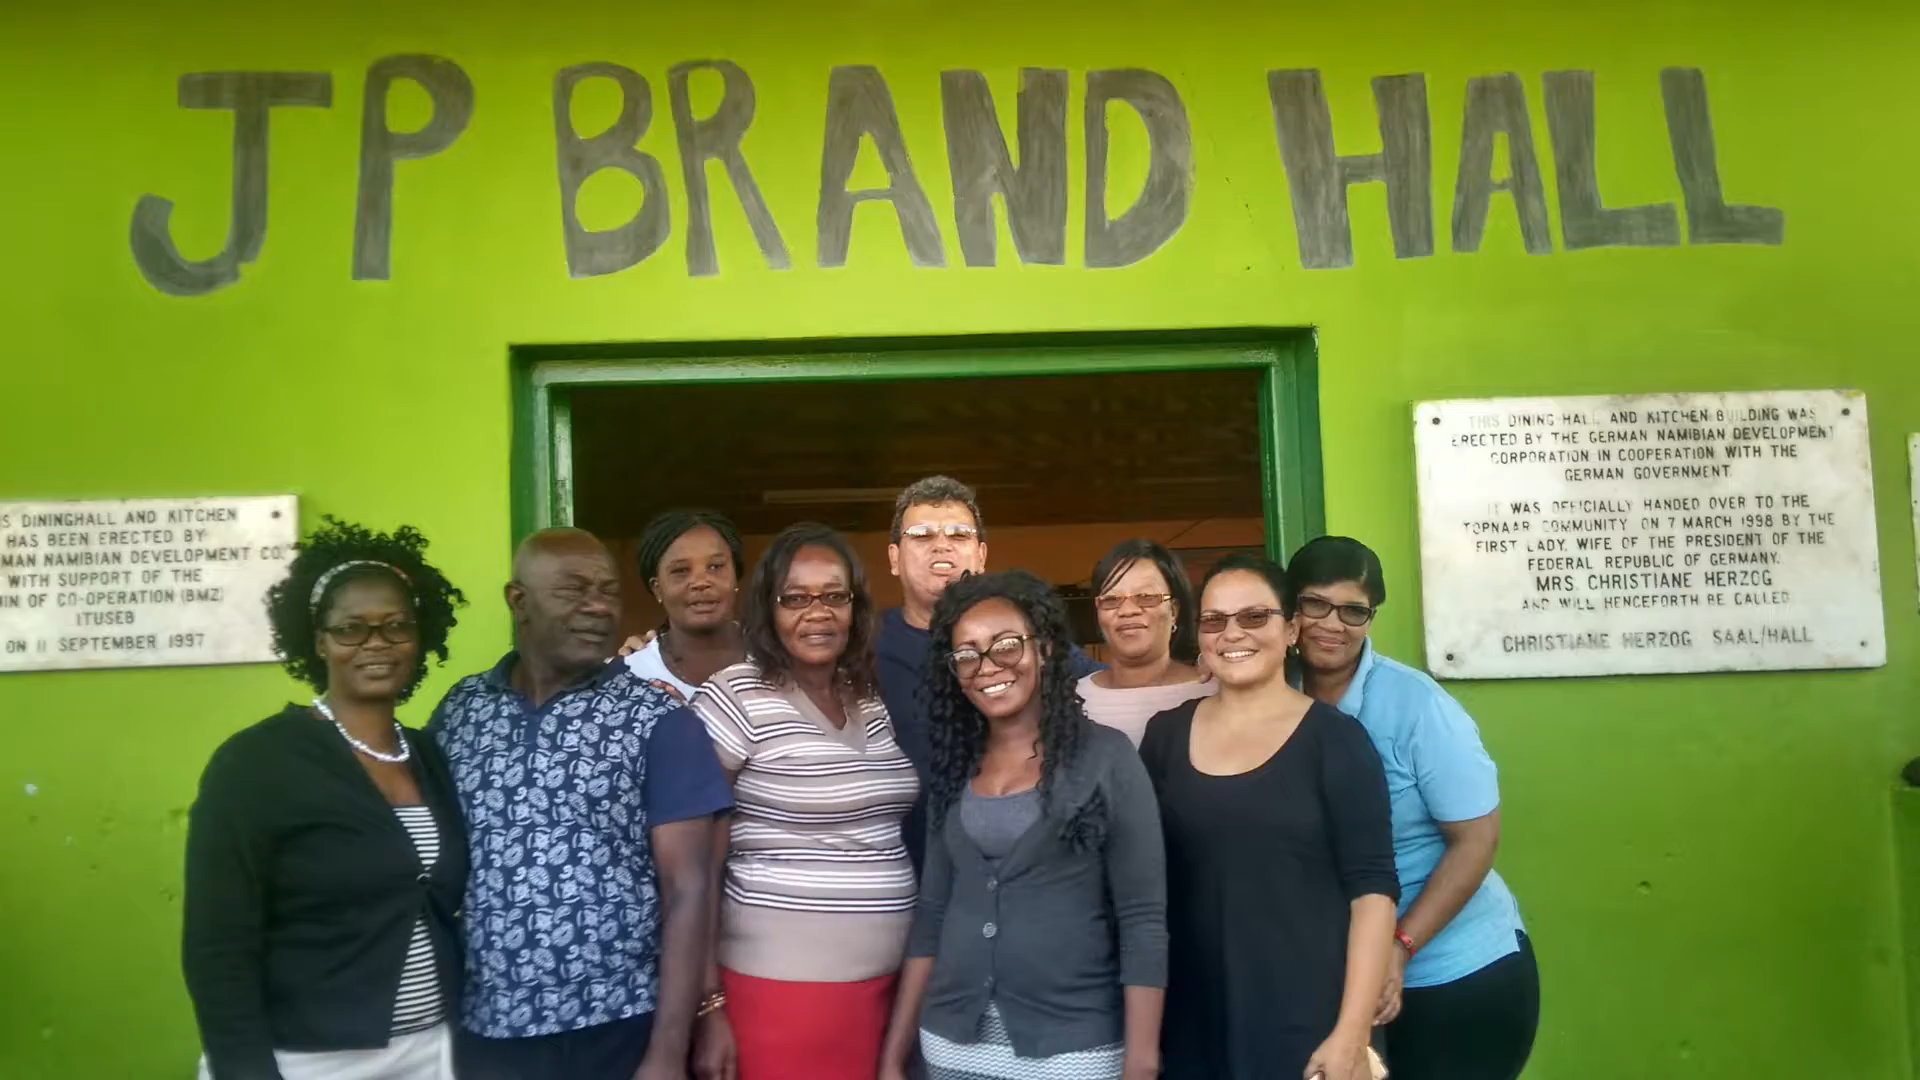 JP BRAND HALL
S DININGHALL AND KITCHEN
HAS BEEN ERECTED BY
MAN NAMIBIAN DEVELOPMENT CO.
WITH SUPPORT OF THE
IN OF CO-OPERATION (BMZ)
ITUSEB
ON 11 SEPTEMBER 1997
THIS DINING HALL AND KITCHEN BUILDING WAS
ERECTED BY THE GERMAN NAMIBIAN DEVELOPMENT
CORPORATION IN COOPERATION WITH THE
GERMAN GOVERNMENT.
IT WAS OFFICIALLY HANDED OVER TO THE
TOPNAAR COMMUNITY ON 7 MARCH 1998 BY THE
FIRST LADY, WIFE OF THE PRESIDENT OF THE
FEDERAL REPUBLIC OF GERMANY,
MRS. CHRISTIANE HERZOG
AND WILL HENCEFORTH BE CALLED
CHRISTIANE HERZOG SAAL/HALL